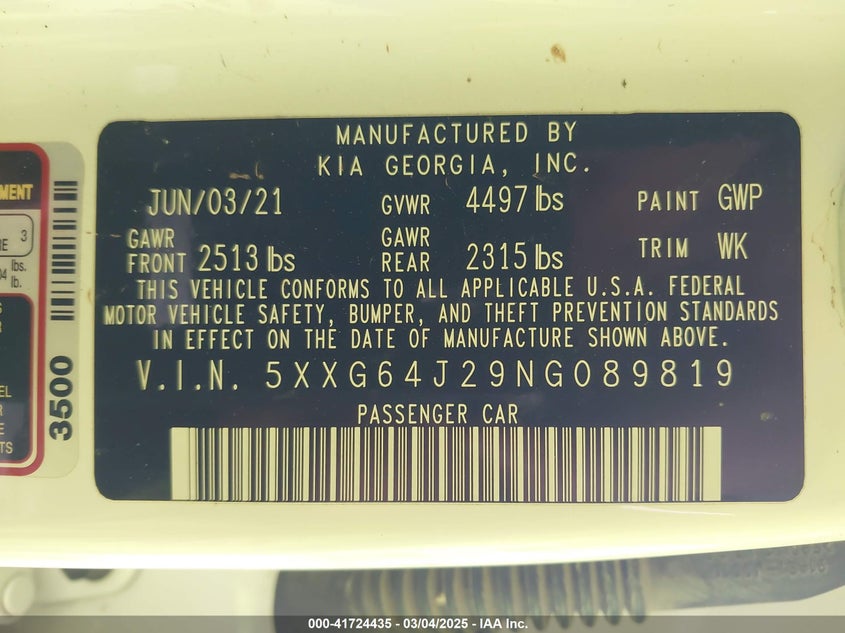 MANUFACTURED BY
KIA GEORGIA, INC.
JUN/03/21 GVWR 4497 lbs PAINT GWP
GAWR FRONT 2513 lbs GAWR REAR 2315 lbs TRIM WK
THIS VEHICLE CONFORMS TO ALL APPLICABLE U.S.A. FEDERAL
MOTOR VEHICLE SAFETY, BUMPER, AND THEFT PREVENTION STANDARDS
IN EFFECT ON THE DATE OF MANUFACTURE SHOWN ABOVE.
V.I.N. 5XXG64J29NG089819
PASSENGER CAR
3500
3
lbs.
lb.
000-41724435 - 03/04/2025 - IAA Inc.